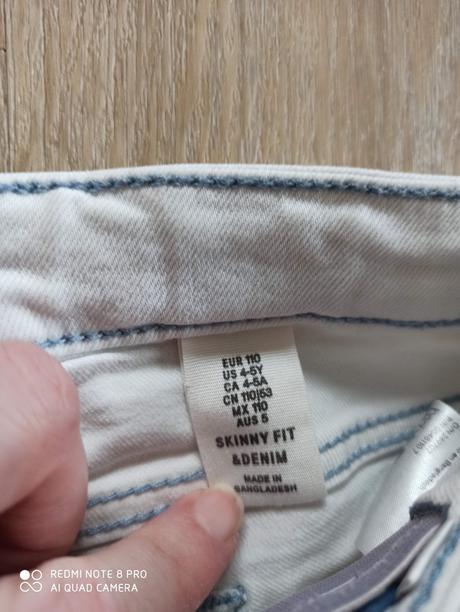 EUR 110
US 4-5Y
CA 4-5A
CN 110|53
MX 110
AUS 5
SKINNY FIT
&DENIM
MADE IN
BANGLADESH
REDMI NOTE 8 PRO
AI QUAD CAMERA